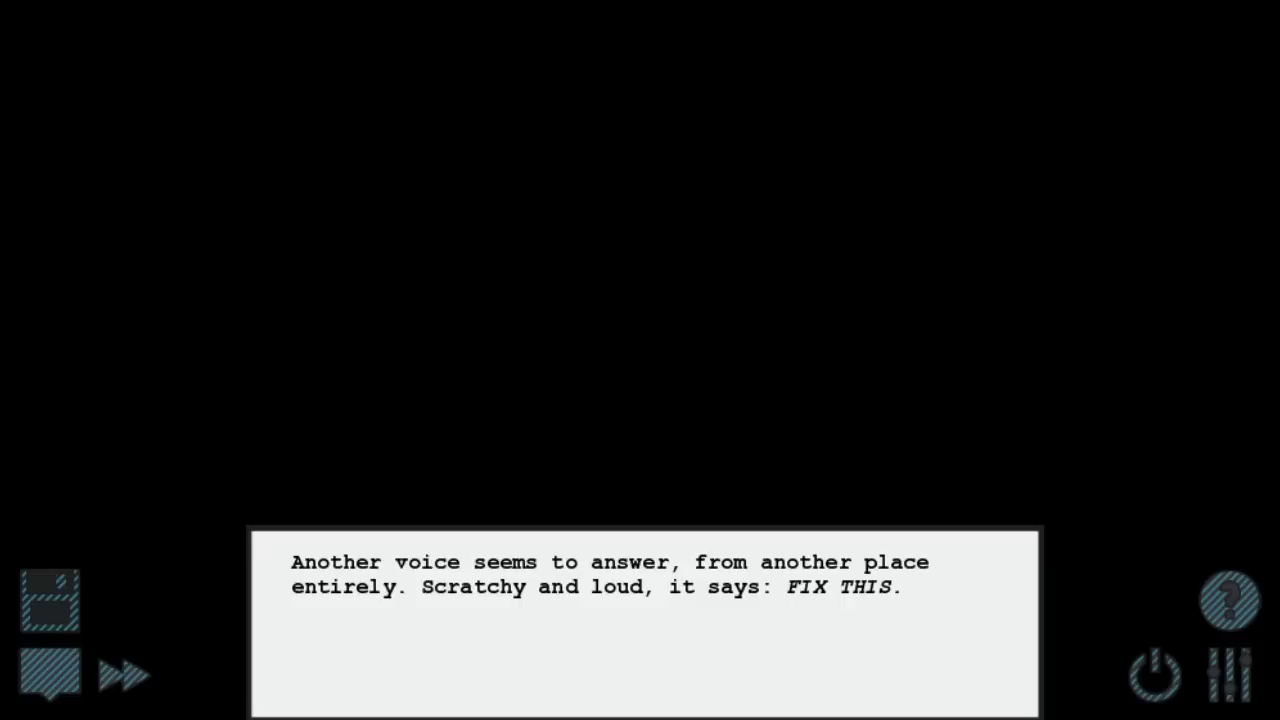 Another voice seems to answer, from another place
entirely. Scratchy and loud, it says: FIX THIS.